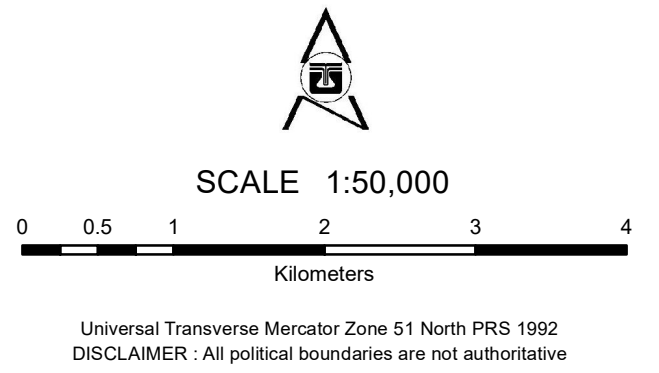 SCALE 1:50,000
0 0.5 1 2 3 4
Kilometers
Universal Transverse Mercator Zone 51 North PRS 1992
DISCLAIMER : All political boundaries are not authoritative